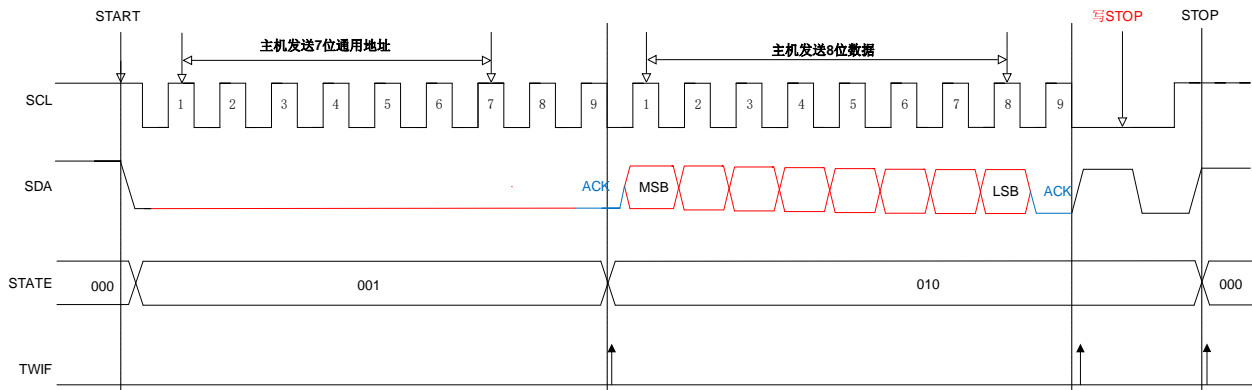 START
写STOP
STOP
主机发送7位通用地址
主机发送8位数据
SCL
1 2 3 4 5 6 7 8 9 1 2 3 4 5 6 7 8 9
SDA
ACK
MSB
LSB
ACK
STATE
000
001
010
000
TWIF